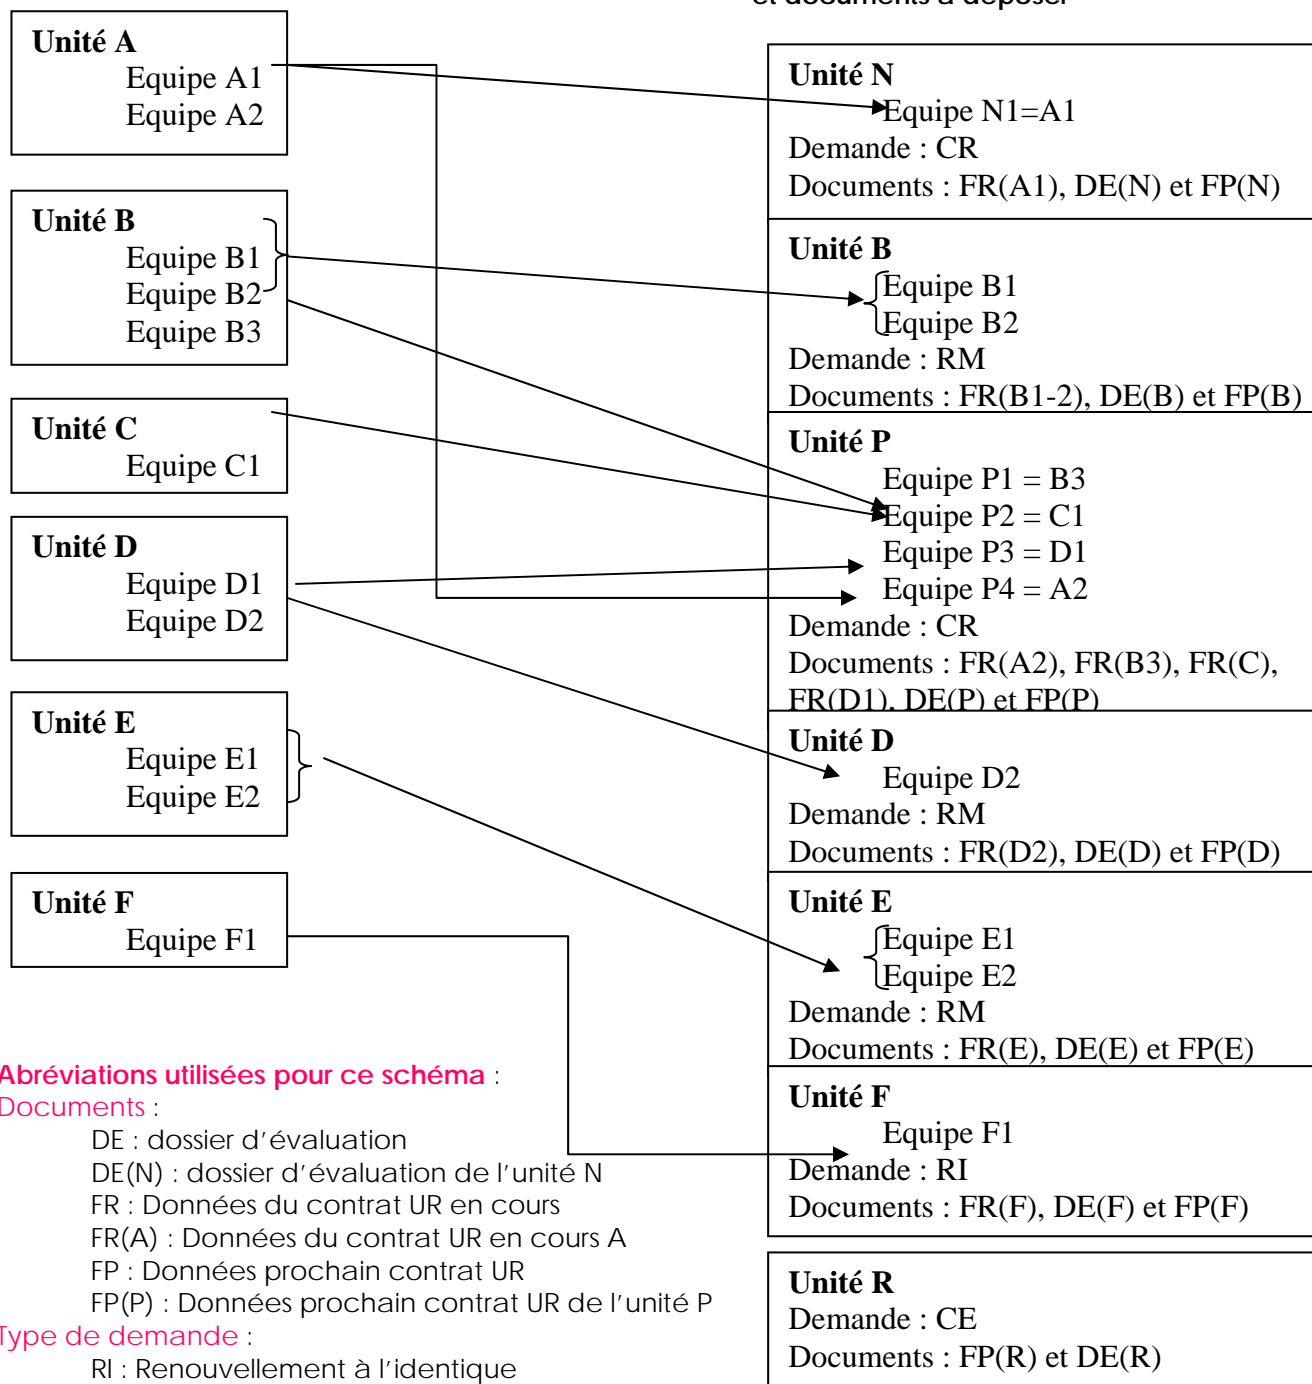 et documents à déposer
Unité A
Equipe A1
Equipe A2
Unité B
Equipe B1
Equipe B2
Equipe B3
Unité C
Equipe C1
Unité D
Equipe D1
Equipe D2
Unité E
Equipe E1
Equipe E2
Unité F
Equipe F1
Unité N
Equipe N1=A1
Demande : CR
Documents : FR(A1), DE(N) et FP(N)
Unité B
Equipe B1
Equipe B2
Demande : RM
Documents : FR(B1-2), DE(B) et FP(B)
Unité P
Equipe P1 = B3
Equipe P2 = C1
Equipe P3 = D1
Equipe P4 = A2
Demande : CR
Documents : FR(A2), FR(B3), FR(C),
FR(D1), DE(P) et FP(P)
Unité D
Equipe D2
Demande : RM
Documents : FR(D2), DE(D) et FP(D)
Unité E
Equipe E1
Equipe E2
Demande : RM
Documents : FR(E), DE(E) et FP(E)
Unité F
Equipe F1
Demande : RI
Documents : FR(F), DE(F) et FP(F)
Unité R
Demande : CE
Documents : FP(R) et DE(R)
Abréviations utilisées pour ce schéma :
Documents :
DE : dossier d'évaluation
DE(N) : dossier d'évaluation de l'unité N
FR : Données du contrat UR en cours
FR(A) : Données du contrat UR en cours A
FP : Données prochain contrat UR
FP(P) : Données prochain contrat UR de l'unité P
Type de demande :
RI : Renouvellement à l'identique